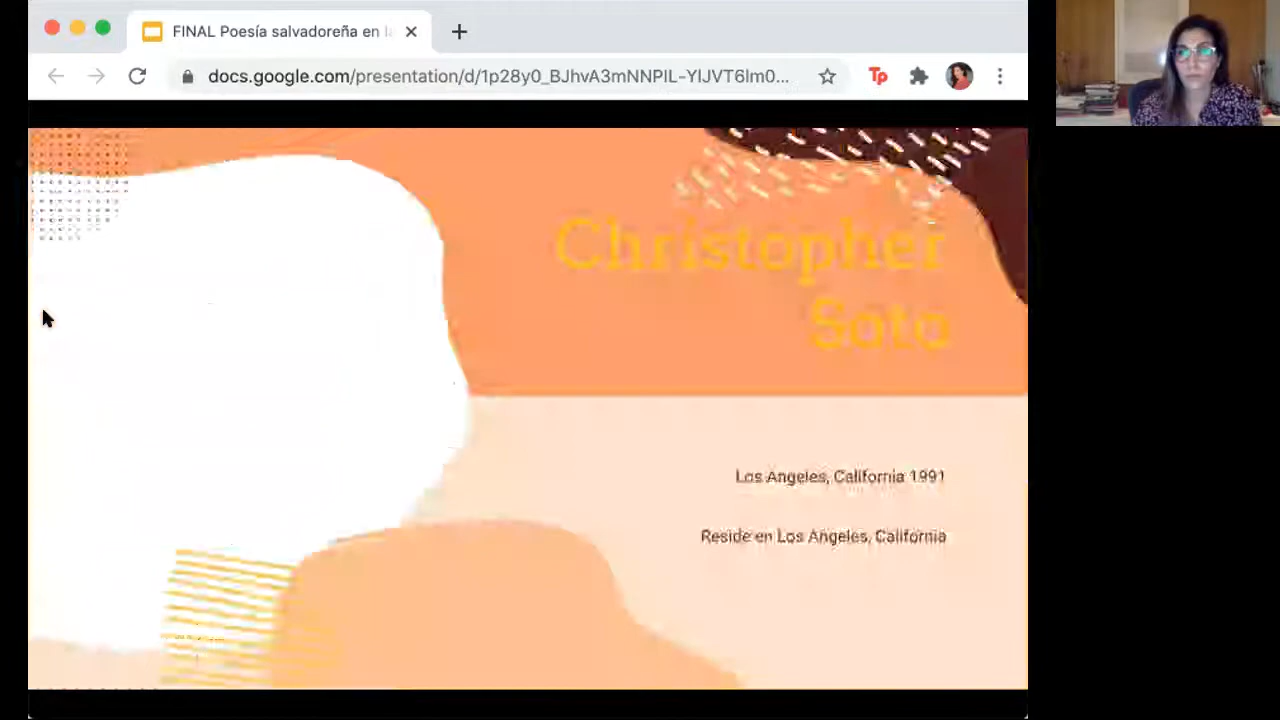 FINAL Poesía salvadoreña en la
docs.google.com/presentation/d/1p28y0_BJhvA3mNNPIL-YIJVT6lm0...
Tp
Christopher
Soto
Los Angeles, California 1991
Reside en Los Angeles, California